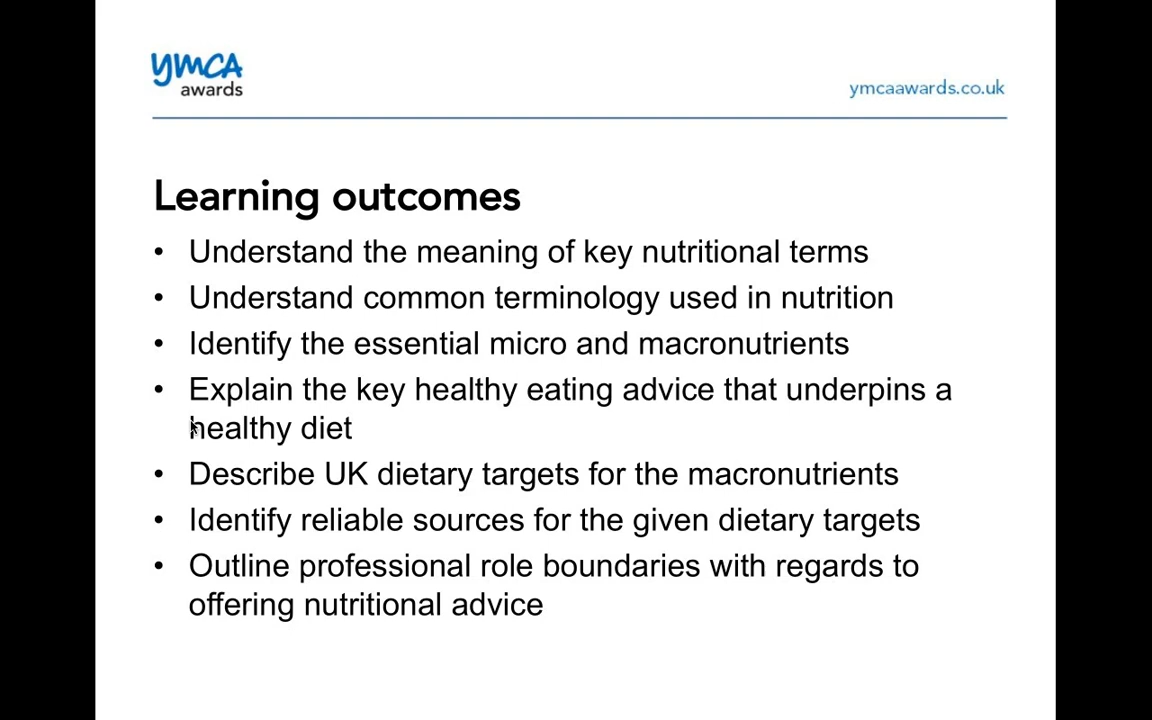 ymca
awards
ymcaawards.co.uk
Learning outcomes
• Understand the meaning of key nutritional terms
• Understand common terminology used in nutrition
• Identify the essential micro and macronutrients
• Explain the key healthy eating advice that underpins a
healthy diet
• Describe UK dietary targets for the macronutrients
• Identify reliable sources for the given dietary targets
• Outline professional role boundaries with regards to
offering nutritional advice